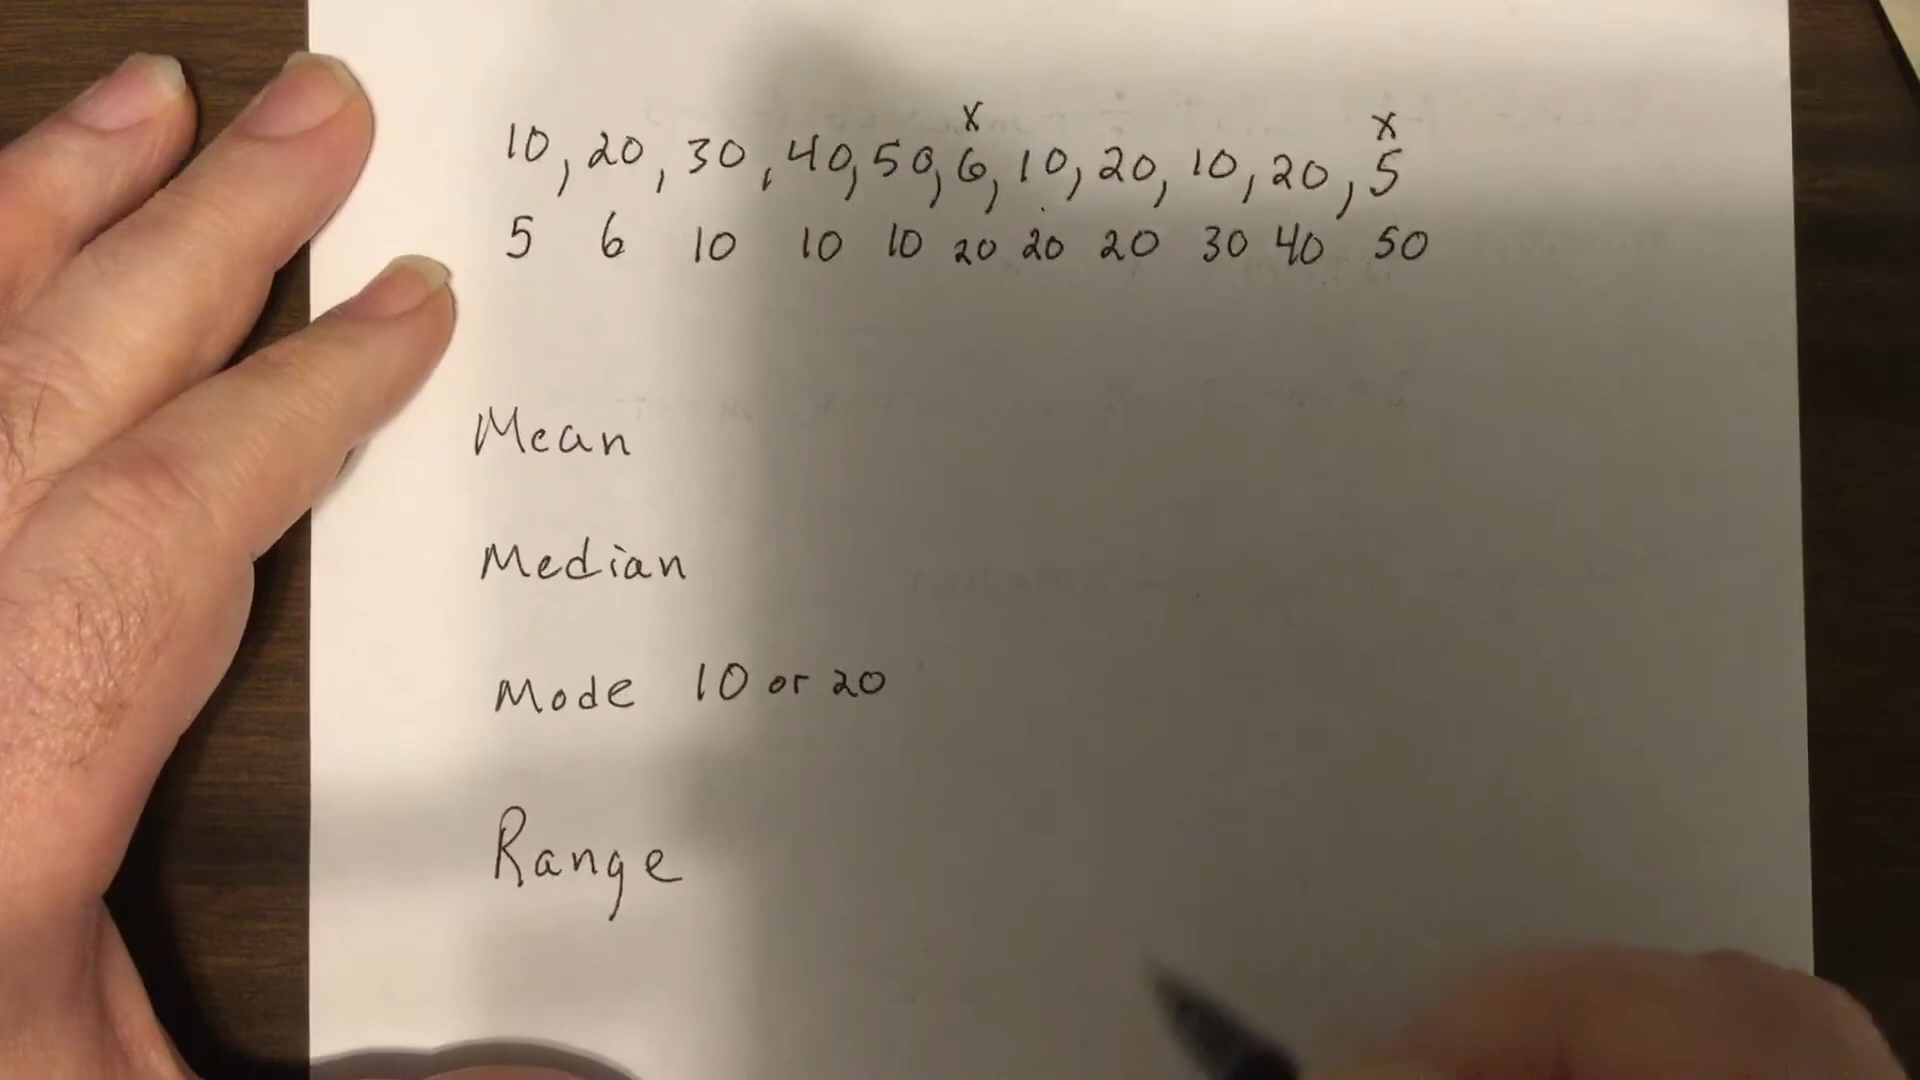 x x
10, 20, 30, 40, 50, 6, 10, 20, 10, 20, 5
5 6 10 10 10 20 20 20 30 40 50
Mean
Median
Mode 10 or 20
Range